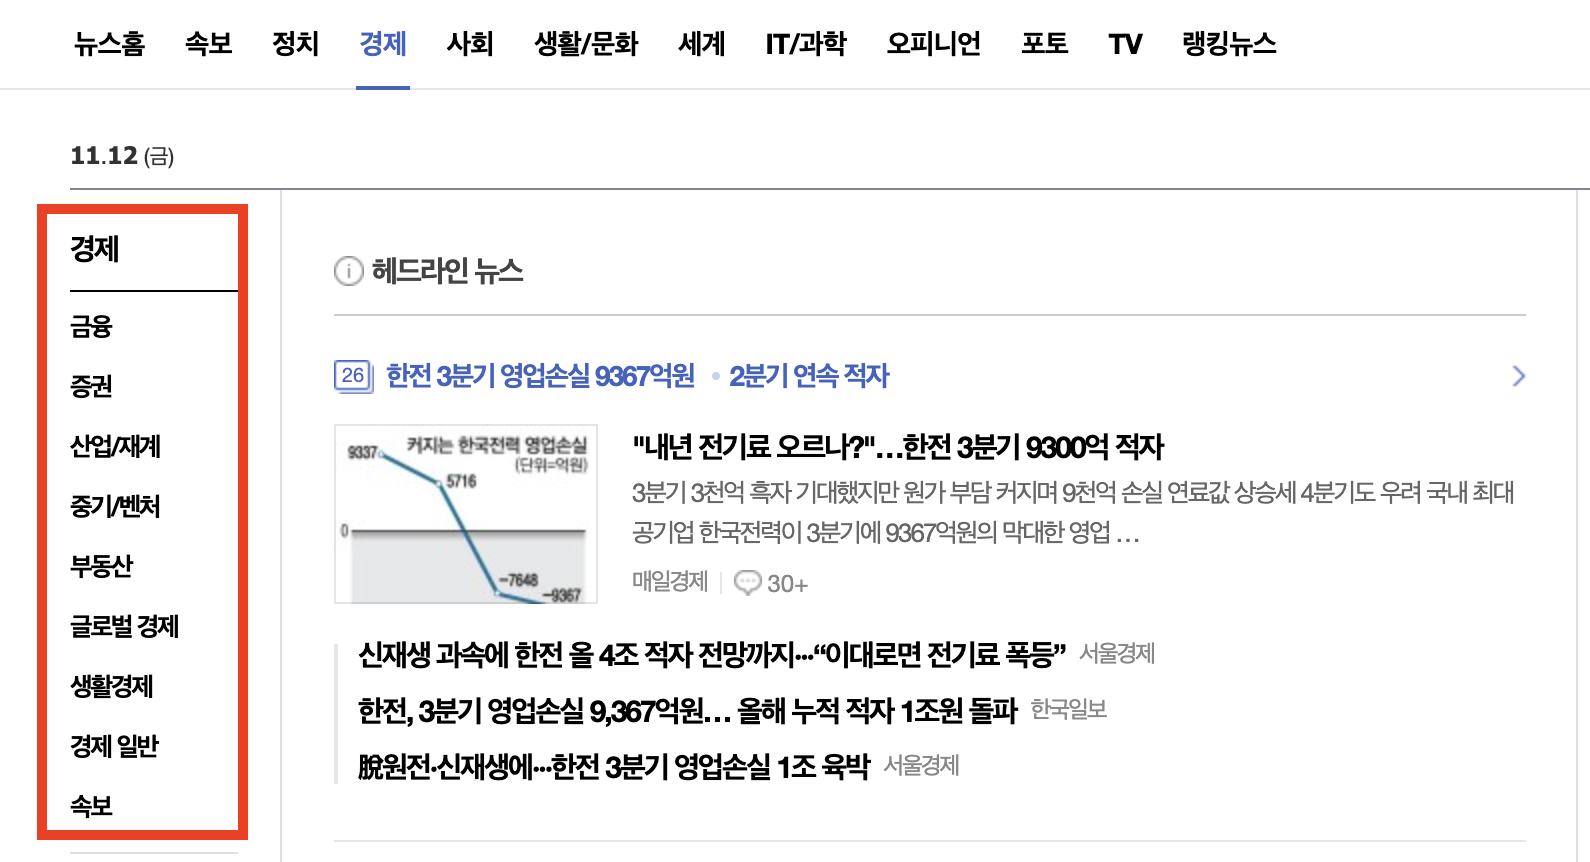 뉴스홈 속보 정치 경제 사회 생활/문화 세계 IT/과학 오피니언 포토 TV 랭킹뉴스
11.12 (금)
경제
금융
증권
산업/재계
중기/벤처
부동산
글로벌 경제
생활경제
경제 일반
속보
헤드라인 뉴스
26 한전 3분기 영업손실 9367억원 • 2분기 연속 적자
커지는 한국전력 영업손실
(단위=억원)
9337
5716
0
-7648
-9367
"내년 전기료 오르나?"…한전 3분기 9300억 적자
3분기 3천억 흑자 기대했지만 원가 부담 커지며 9천억 손실 연료값 상승세 4분기도 우려 국내 최대
공기업 한국전력이 3분기에 9367억원의 막대한 영업 …
매일경제 30+
신재생 과속에 한전 올 4조 적자 전망까지…“이대로면 전기료 폭등” 서울경제
한전, 3분기 영업손실 9,367억원… 올해 누적 적자 1조원 돌파 한국일보
脫원전·신재생에…한전 3분기 영업손실 1조 육박 서울경제